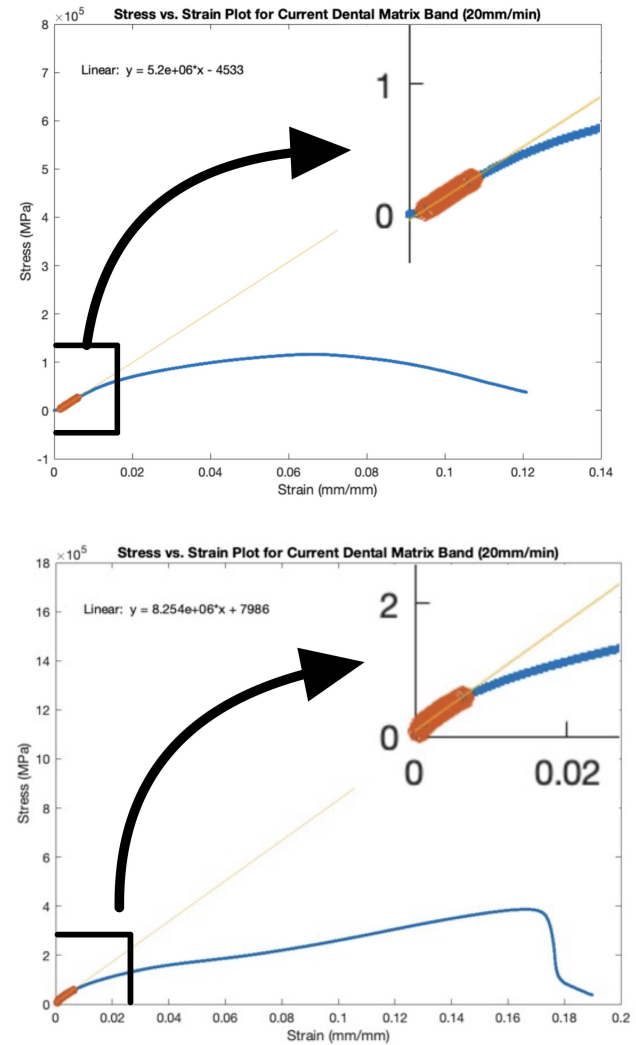 Stress vs. Strain Plot for Current Dental Matrix Band (20mm/min)
×10⁵
8
7
6
5
4
3
2
1
0
-1
Stress (MPa)
Linear: y = 5.2e+06*x - 4533
1
0
0 0.02 0.04 0.06 0.08 0.1 0.12 0.14
Strain (mm/mm)
Stress vs. Strain Plot for Current Dental Matrix Band (20mm/min)
×10⁵
18
16
14
12
10
8
6
4
2
0
Stress (MPa)
Linear: y = 8.254e+06*x + 7986
2
0
0 0.02
0 0.02 0.04 0.06 0.08 0.1 0.12 0.14 0.16 0.18 0.2
Strain (mm/mm)